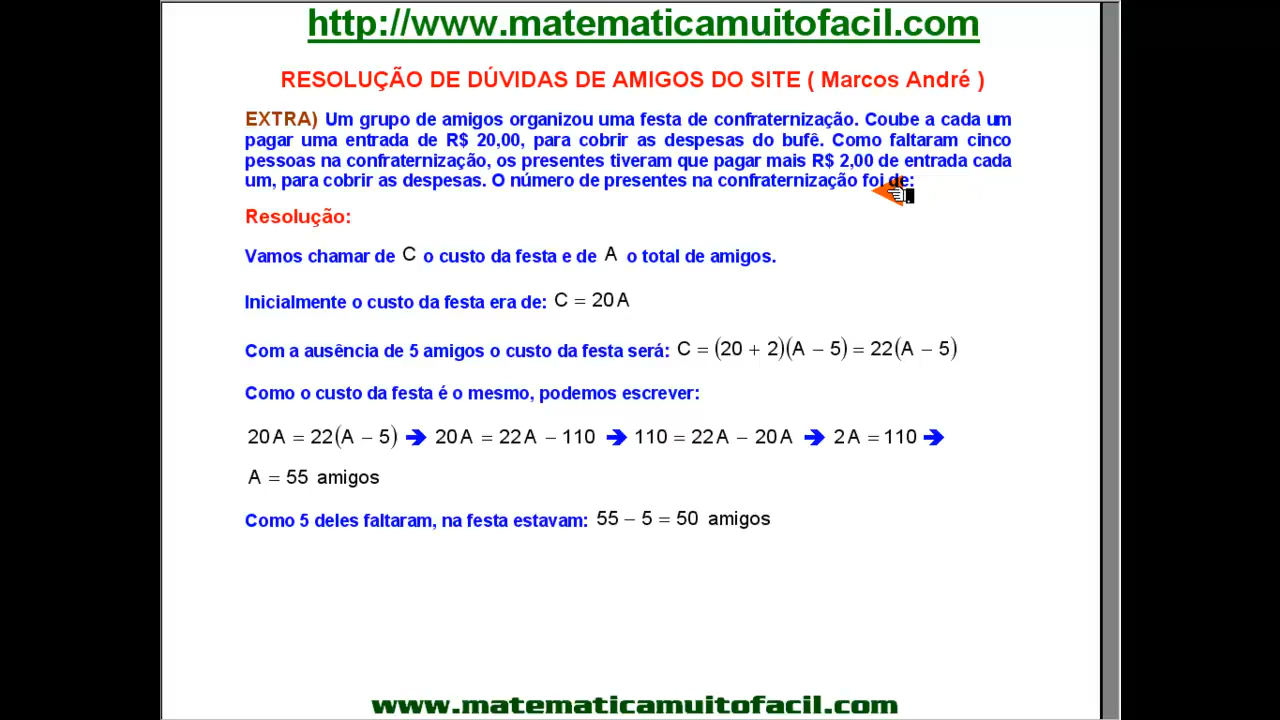 http://www.matematicamuitofacil.com
RESOLUÇÃO DE DÚVIDAS DE AMIGOS DO SITE ( Marcos André )
EXTRA) Um grupo de amigos organizou uma festa de confraternização. Coube a cada um
pagar uma entrada de R$ 20,00, para cobrir as despesas do bufê. Como faltaram cinco
pessoas na confraternização, os presentes tiveram que pagar mais R$ 2,00 de entrada cada
um, para cobrir as despesas. O número de presentes na confraternização foi de:
Resolução:
Vamos chamar de C o custo da festa e de A o total de amigos.
Inicialmente o custo da festa era de: C = 20A
Com a ausência de 5 amigos o custo da festa será: C = (20 + 2)(A − 5) = 22(A − 5)
Como o custo da festa é o mesmo, podemos escrever:
20A = 22(A − 5) ➔ 20A = 22A − 110 ➔ 110 = 22A − 20A ➔ 2A = 110 ➔
A = 55 amigos
Como 5 deles faltaram, na festa estavam: 55 − 5 = 50 amigos
www.matematicamuitofacil.com